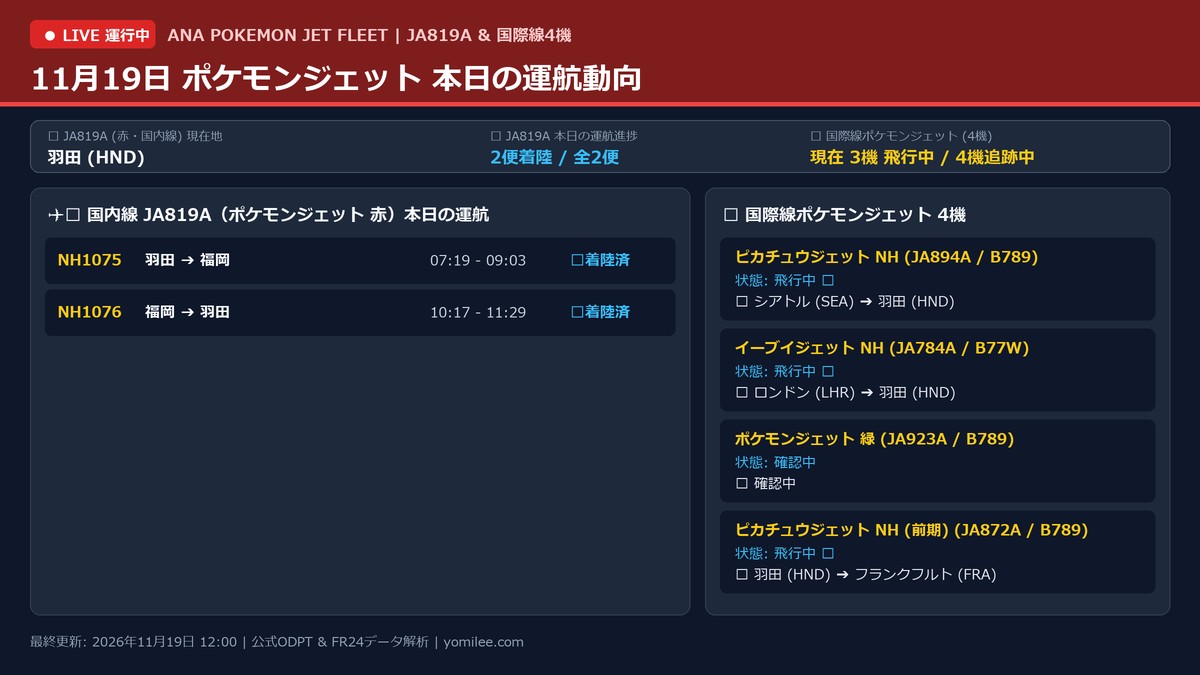 ● LIVE 運行中 ANA POKEMON JET FLEET | JA819A & 国際線4機
11月19日 ポケモンジェット 本日の運航動向
□ JA819A (赤・国内線) 現在地
羽田 (HND)
□ JA819A 本日の運航進捗
2便着陸 / 全2便
□ 国際線ポケモンジェット (4機)
現在 3機 飛行中 / 4機追跡中
✈□ 国内線 JA819A（ポケモンジェット 赤）本日の運航
NH1075 羽田 → 福岡 07:19 - 09:03 □着陸済
NH1076 福岡 → 羽田 10:17 - 11:29 □着陸済
□ 国際線ポケモンジェット 4機
ピカチュウジェット NH (JA894A / B789)
状態: 飛行中 □
□ シアトル (SEA) ➔ 羽田 (HND)
イーブイジェット NH (JA784A / B77W)
状態: 飛行中 □
□ ロンドン (LHR) ➔ 羽田 (HND)
ポケモンジェット 緑 (JA923A / B789)
状態: 確認中
□ 確認中
ピカチュウジェット NH (前期) (JA872A / B789)
状態: 飛行中 □
□ 羽田 (HND) ➔ フランクフルト (FRA)
最終更新: 2026年11月19日 12:00 | 公式ODPT & FR24データ解析 | yomilee.com